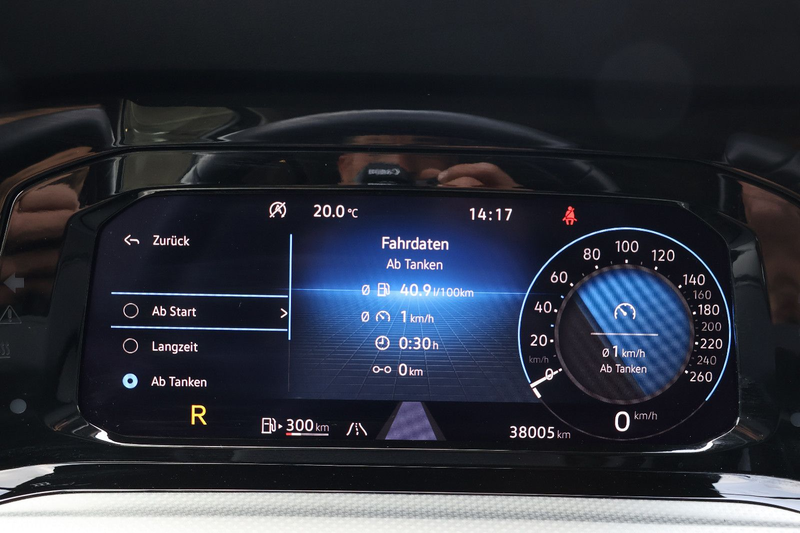 20.0°C
14:17
Zurück
Ab Start
Langzeit
Ab Tanken
Fahrdaten
Ab Tanken
Ø 40.9 l/100km
Ø 1 km/h
0:30 h
0 km
0
20
40
60
80
100
120
140
160
180
200
220
240
260
km/h
Ø 1 km/h
Ab Tanken
R
300 km
38005 km
0 km/h